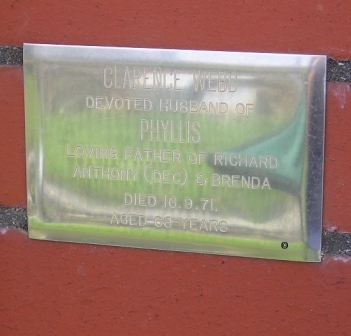 CLARENCE WEBB
DEVOTED HUSBAND OF
PHYLLIS
LOVING FATHER OF RICHARD
ANTHONY (DEC) & BRENDA
DIED 16.9.71.
AGED 63 YEARS